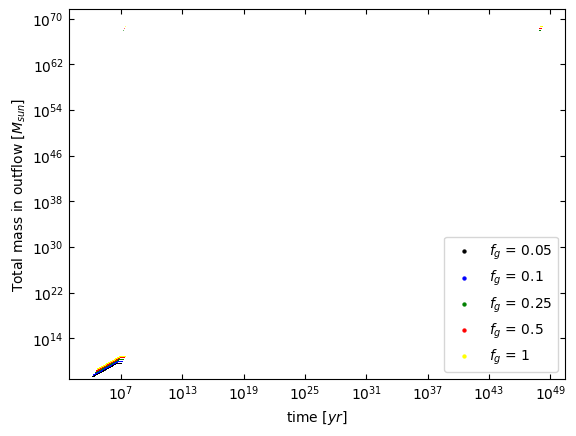 10^70
10^62
10^54
10^46
10^38
10^30
10^22
10^14
Total mass in outflow [M_sun]
f_g = 0.05
f_g = 0.1
f_g = 0.25
f_g = 0.5
f_g = 1
10^7 10^13 10^19 10^25 10^31 10^37 10^43 10^49
time [yr]